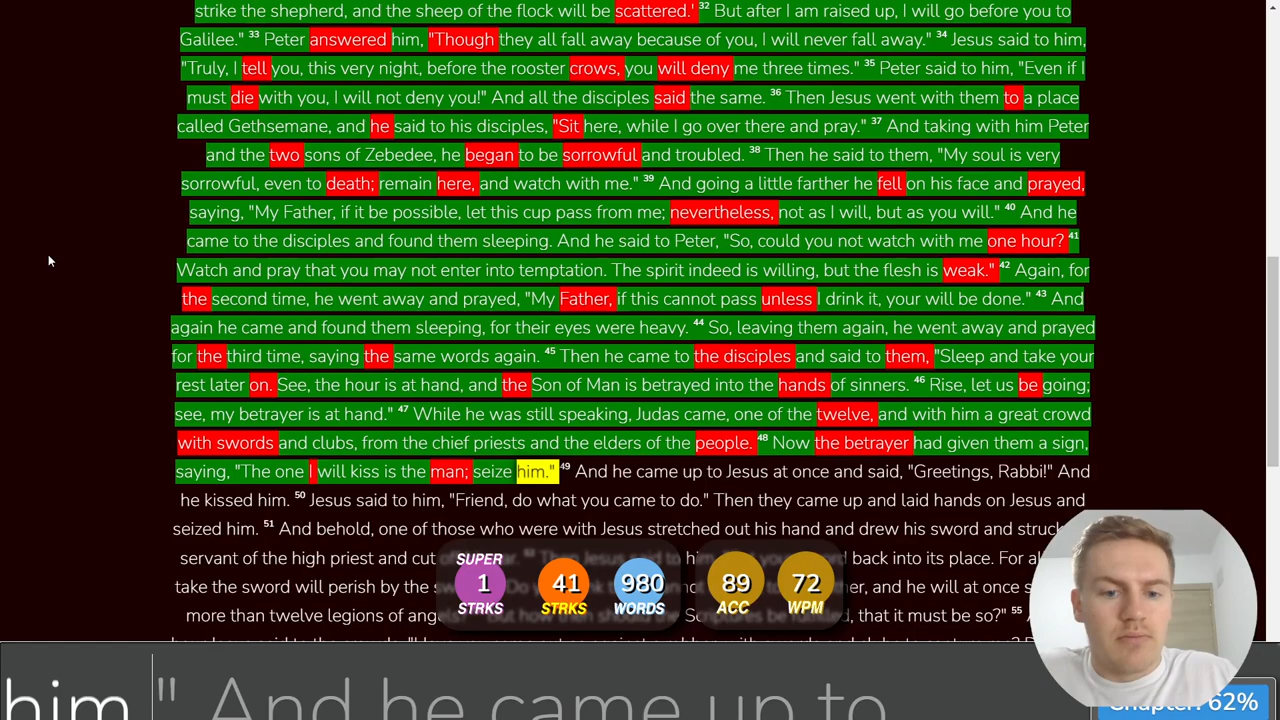 strike the shepherd, and the sheep of the flock will be scattered.' 32 But after I am raised up, I will go before you to
Galilee." 33 Peter answered him, "Though they all fall away because of you, I will never fall away." 34 Jesus said to him,
"Truly, I tell you, this very night, before the rooster crows, you will deny me three times." 35 Peter said to him, "Even if I
must die with you, I will not deny you!" And all the disciples said the same. 36 Then Jesus went with them to a place
called Gethsemane, and he said to his disciples, "Sit here, while I go over there and pray." 37 And taking with him Peter
and the two sons of Zebedee, he began to be sorrowful and troubled. 38 Then he said to them, "My soul is very
sorrowful, even to death; remain here, and watch with me." 39 And going a little farther he fell on his face and prayed,
saying, "My Father, if it be possible, let this cup pass from me; nevertheless, not as I will, but as you will." 40 And he
came to the disciples and found them sleeping. And he said to Peter, "So, could you not watch with me one hour? 41
Watch and pray that you may not enter into temptation. The spirit indeed is willing, but the flesh is weak." 42 Again, for
the second time, he went away and prayed, "My Father, if this cannot pass unless I drink it, your will be done." 43 And
again he came and found them sleeping, for their eyes were heavy. 44 So, leaving them again, he went away and prayed
for the third time, saying the same words again. 45 Then he came to the disciples and said to them, "Sleep and take your
rest later on. See, the hour is at hand, and the Son of Man is betrayed into the hands of sinners. 46 Rise, let us be going;
see, my betrayer is at hand." 47 While he was still speaking, Judas came, one of the twelve, and with him a great crowd
with swords and clubs, from the chief priests and the elders of the people. 48 Now the betrayer had given them a sign,
saying, "The one I will kiss is the man; seize him." 49 And he came up to Jesus at once and said, "Greetings, Rabbi!" And
he kissed him. 50 Jesus said to him, "Friend, do what you came to do." Then they came up and laid hands on Jesus and
seized him. 51 And behold, one of those who were with Jesus stretched out his hand and drew his sword and struck
servant of the high priest and cut back into its place. For
take the sword will perish by the and he will at once
more than twelve legions of Scriptures be that it must be so?" 55
SUPER
1 STRKS
41 STRKS
980 WORDS
89 ACC
72 WPM
him " And he came up to
Chapter: 62%